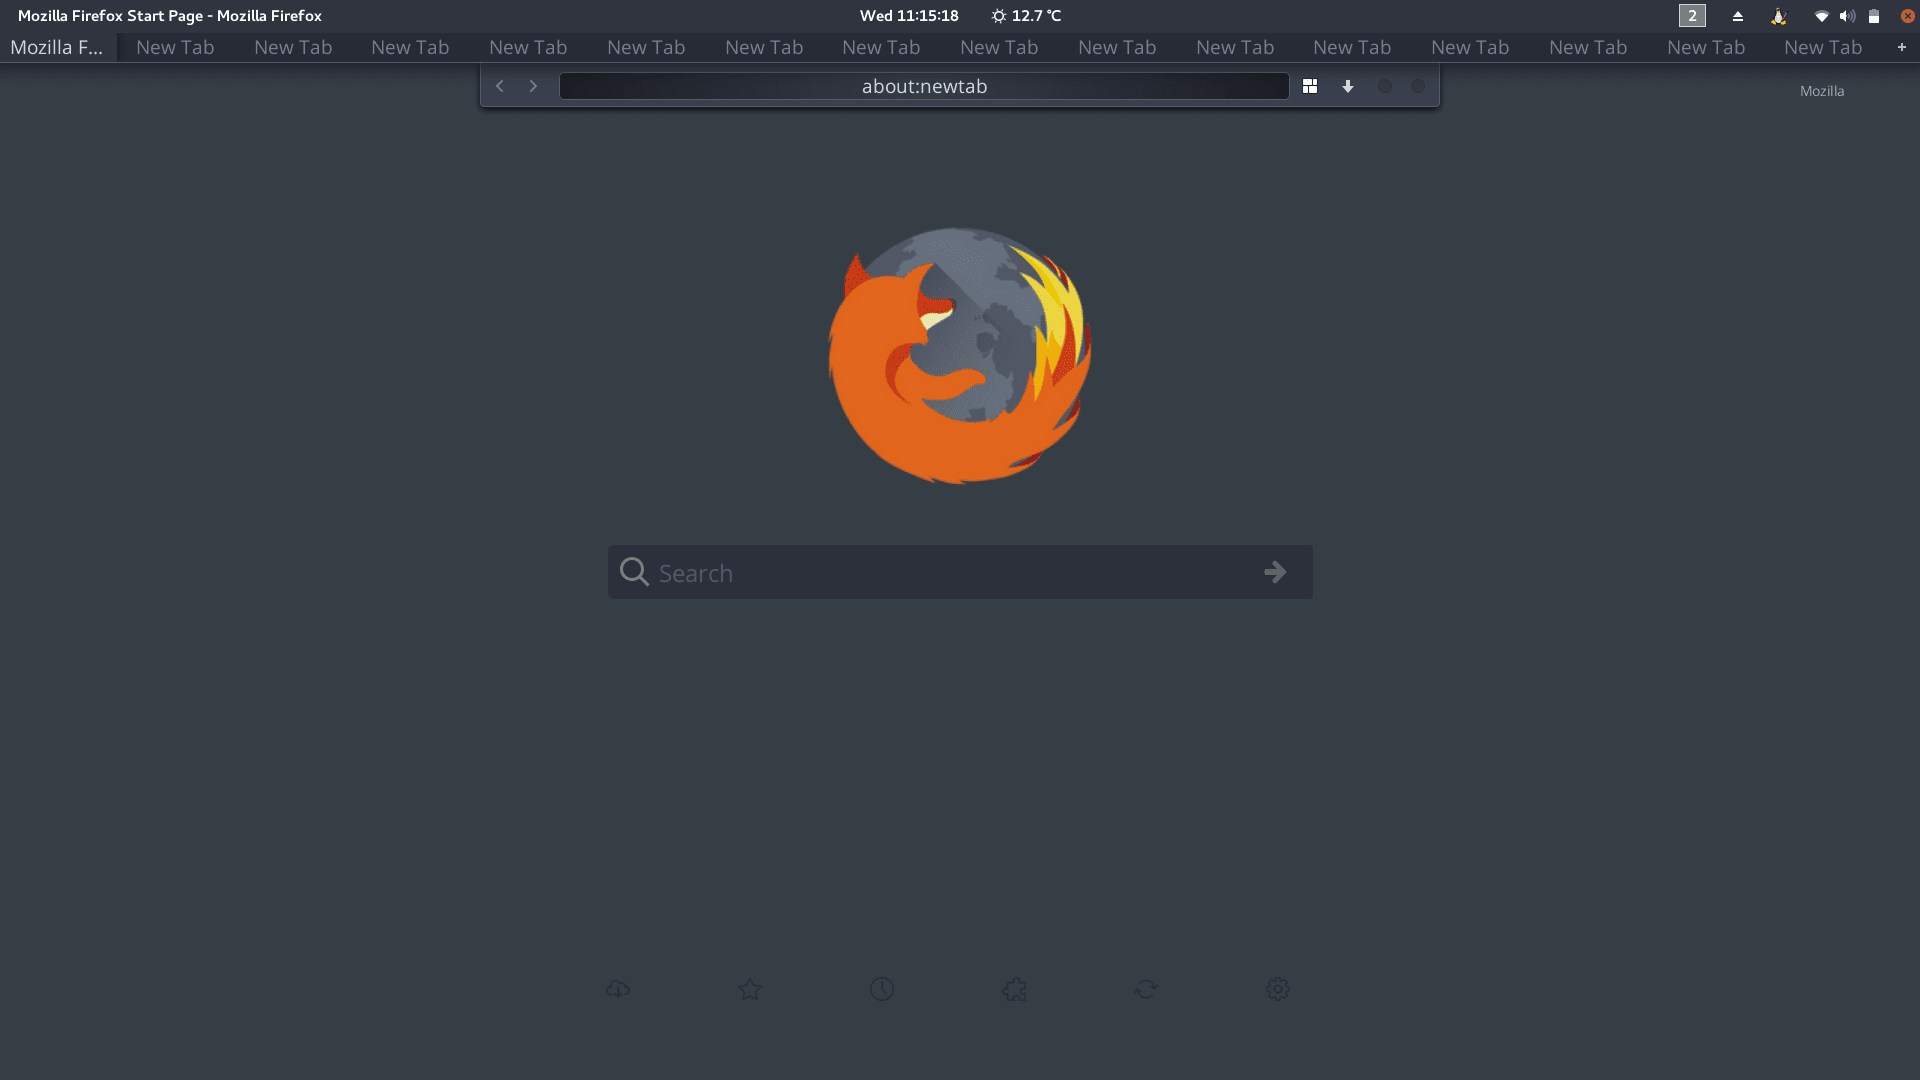 Mozilla Firefox Start Page - Mozilla Firefox Wed 11:15:18 12.7 °C 2
Mozilla F... New Tab New Tab New Tab New Tab New Tab New Tab New Tab New Tab New Tab New Tab New Tab New Tab New Tab New Tab New Tab +
about:newtab
Mozilla
Search